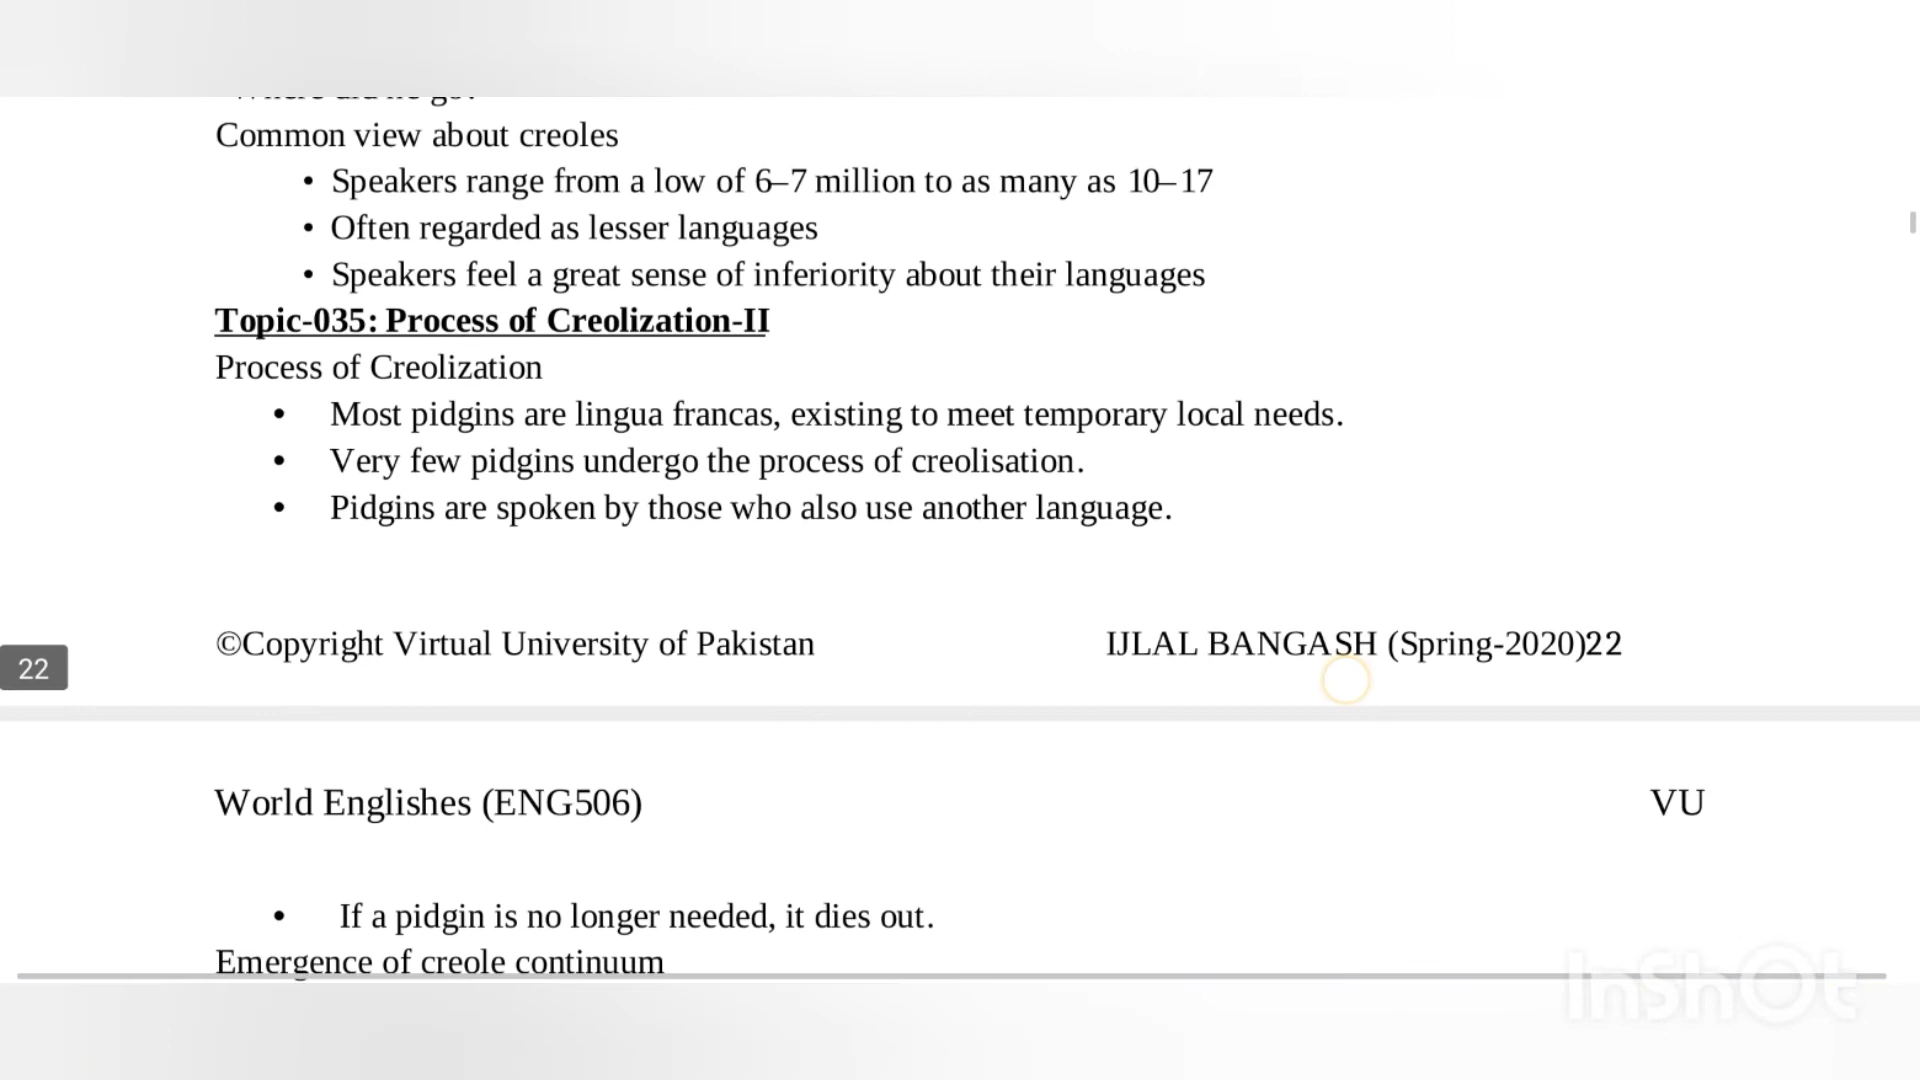 Common view about creoles
• Speakers range from a low of 6–7 million to as many as 10–17
• Often regarded as lesser languages
• Speakers feel a great sense of inferiority about their languages
Topic-035: Process of Creolization-II
Process of Creolization
• Most pidgins are lingua francas, existing to meet temporary local needs.
• Very few pidgins undergo the process of creolisation.
• Pidgins are spoken by those who also use another language.
©Copyright Virtual University of Pakistan IJLAL BANGASH (Spring-2020)22
22
World Englishes (ENG506) VU
• If a pidgin is no longer needed, it dies out.
Emergence of creole continuum
InShOt